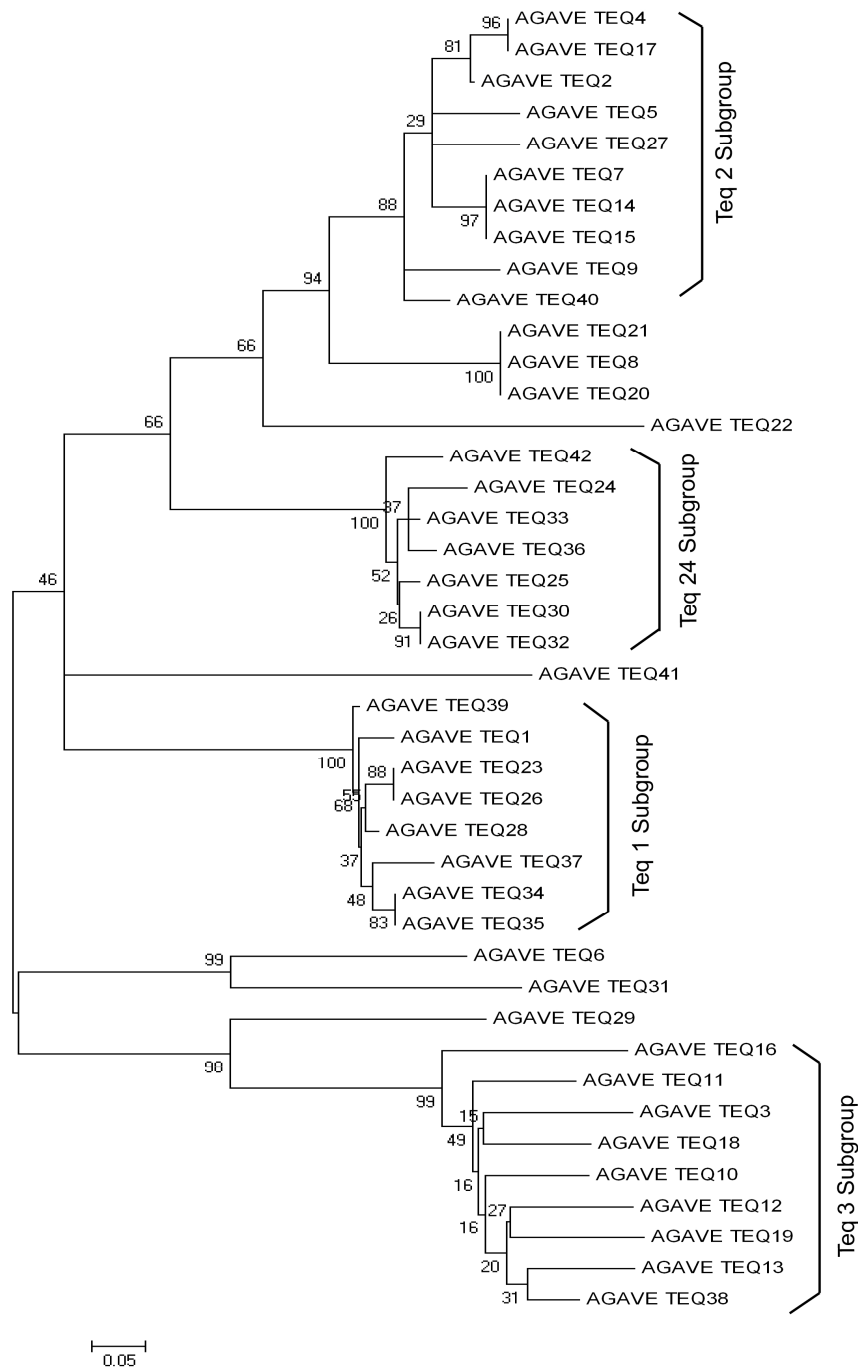 96
AGAVE TEQ4
AGAVE TEQ17
81
AGAVE TEQ2
AGAVE TEQ5
29
AGAVE TEQ27
AGAVE TEQ7
88
AGAVE TEQ14
97
AGAVE TEQ15
AGAVE TEQ9
94
AGAVE TEQ40
Teq 2 Subgroup
AGAVE TEQ21
66
AGAVE TEQ8
100
AGAVE TEQ20
66
AGAVE TEQ22
AGAVE TEQ42
AGAVE TEQ24
37
100
AGAVE TEQ33
AGAVE TEQ36
52
AGAVE TEQ25
46
26
AGAVE TEQ30
91
AGAVE TEQ32
Teq 24 Subgroup
AGAVE TEQ41
AGAVE TEQ39
AGAVE TEQ1
100
88
AGAVE TEQ23
55
68
AGAVE TEQ26
AGAVE TEQ28
37
AGAVE TEQ37
48
AGAVE TEQ34
83
AGAVE TEQ35
Teq 1 Subgroup
99
AGAVE TEQ6
AGAVE TEQ31
AGAVE TEQ29
98
AGAVE TEQ16
99
AGAVE TEQ11
15
AGAVE TEQ3
49
AGAVE TEQ18
16
AGAVE TEQ10
27
AGAVE TEQ12
16
AGAVE TEQ19
20
AGAVE TEQ13
31
AGAVE TEQ38
Teq 3 Subgroup
0.05